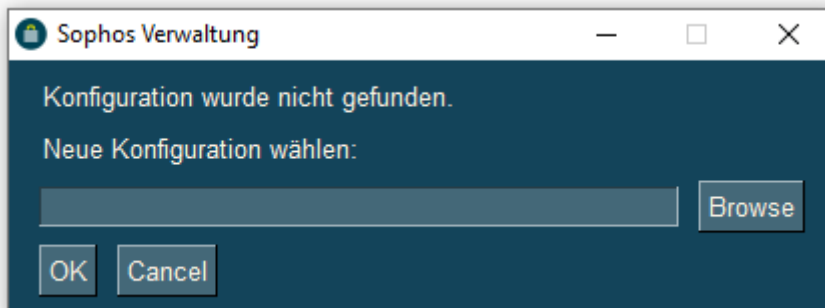 Sophos Verwaltung
Konfiguration wurde nicht gefunden.
Neue Konfiguration wählen:
Browse
OK Cancel